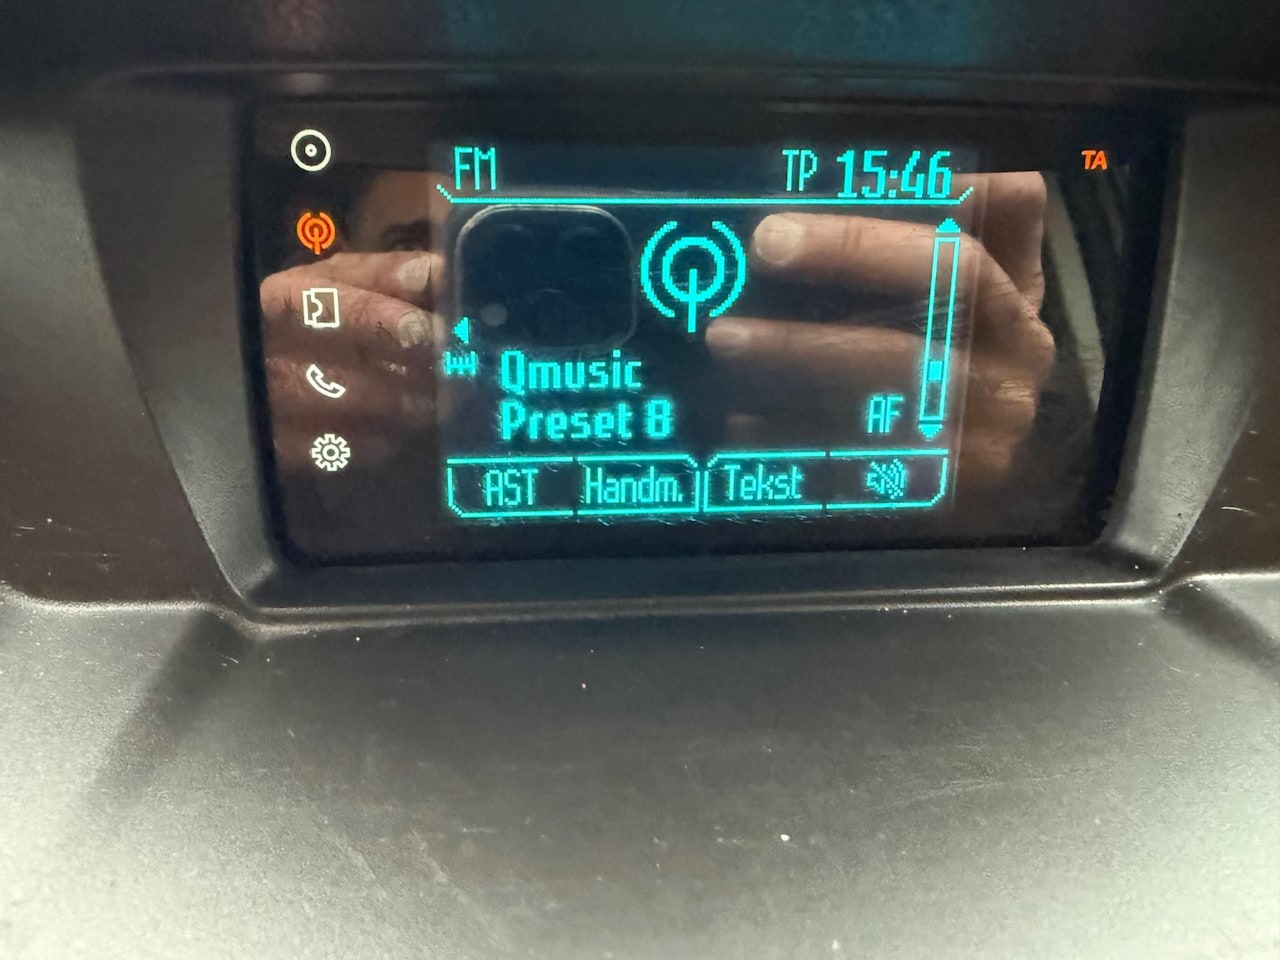 FM TP 15:46 TA
Qmusic
Preset 8 AF
AST Handm. Tekst